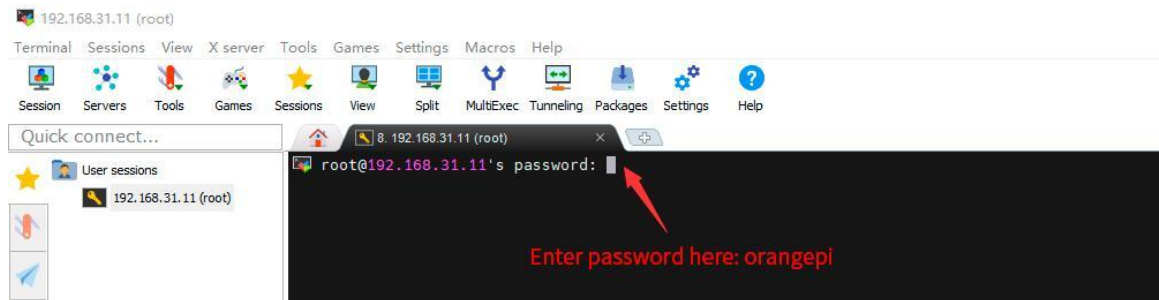 192.168.31.11 (root)
Terminal Sessions View X server Tools Games Settings Macros Help
Session Servers Tools Games Sessions View Split MultiExec Tunneling Packages Settings Help
Quick connect...
8. 192.168.31.11 (root)
User sessions
192.168.31.11 (root)
root@192.168.31.11's password:
Enter password here: orangepi